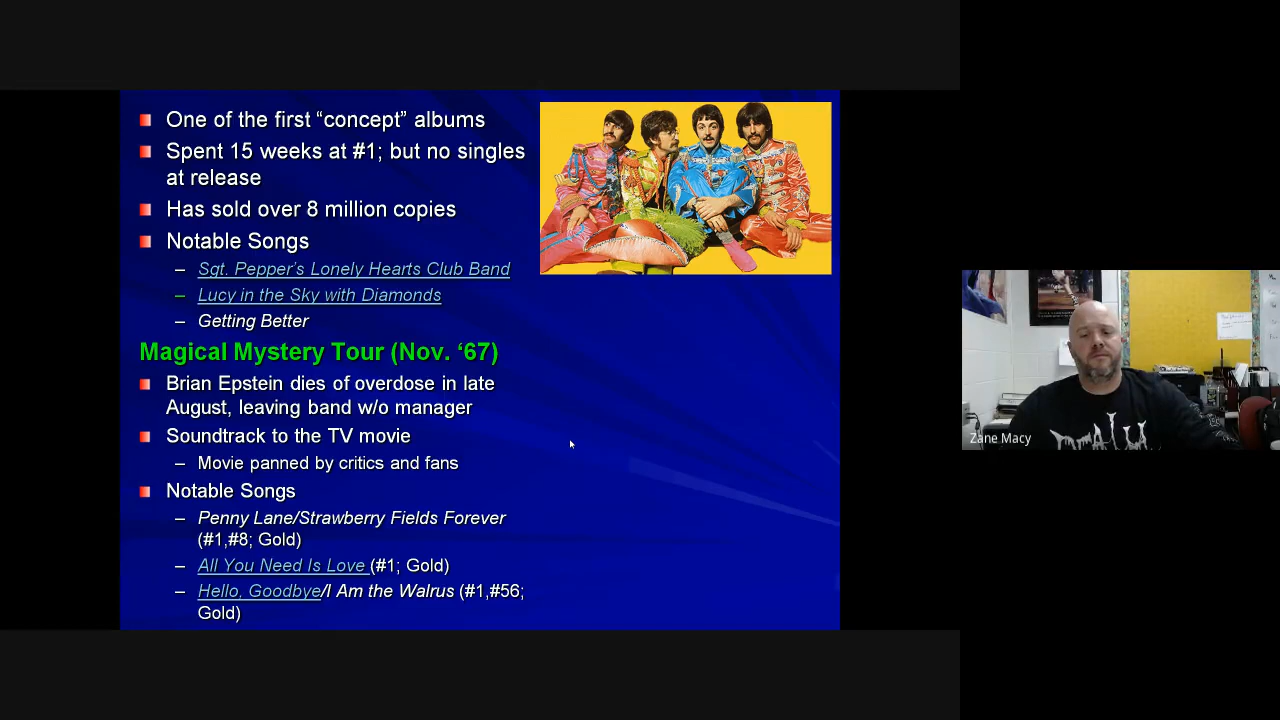 One of the first “concept” albums
Spent 15 weeks at #1; but no singles
at release
Has sold over 8 million copies
Notable Songs
– Sgt. Pepper’s Lonely Hearts Club Band
– Lucy in the Sky with Diamonds
– Getting Better
Magical Mystery Tour (Nov. ‘67)
Brian Epstein dies of overdose in late
August, leaving band w/o manager
Soundtrack to the TV movie
– Movie panned by critics and fans
Notable Songs
– Penny Lane/Strawberry Fields Forever
(#1,#8; Gold)
– All You Need Is Love (#1; Gold)
– Hello, Goodbye/I Am the Walrus (#1,#56;
Gold)
Zane Macy